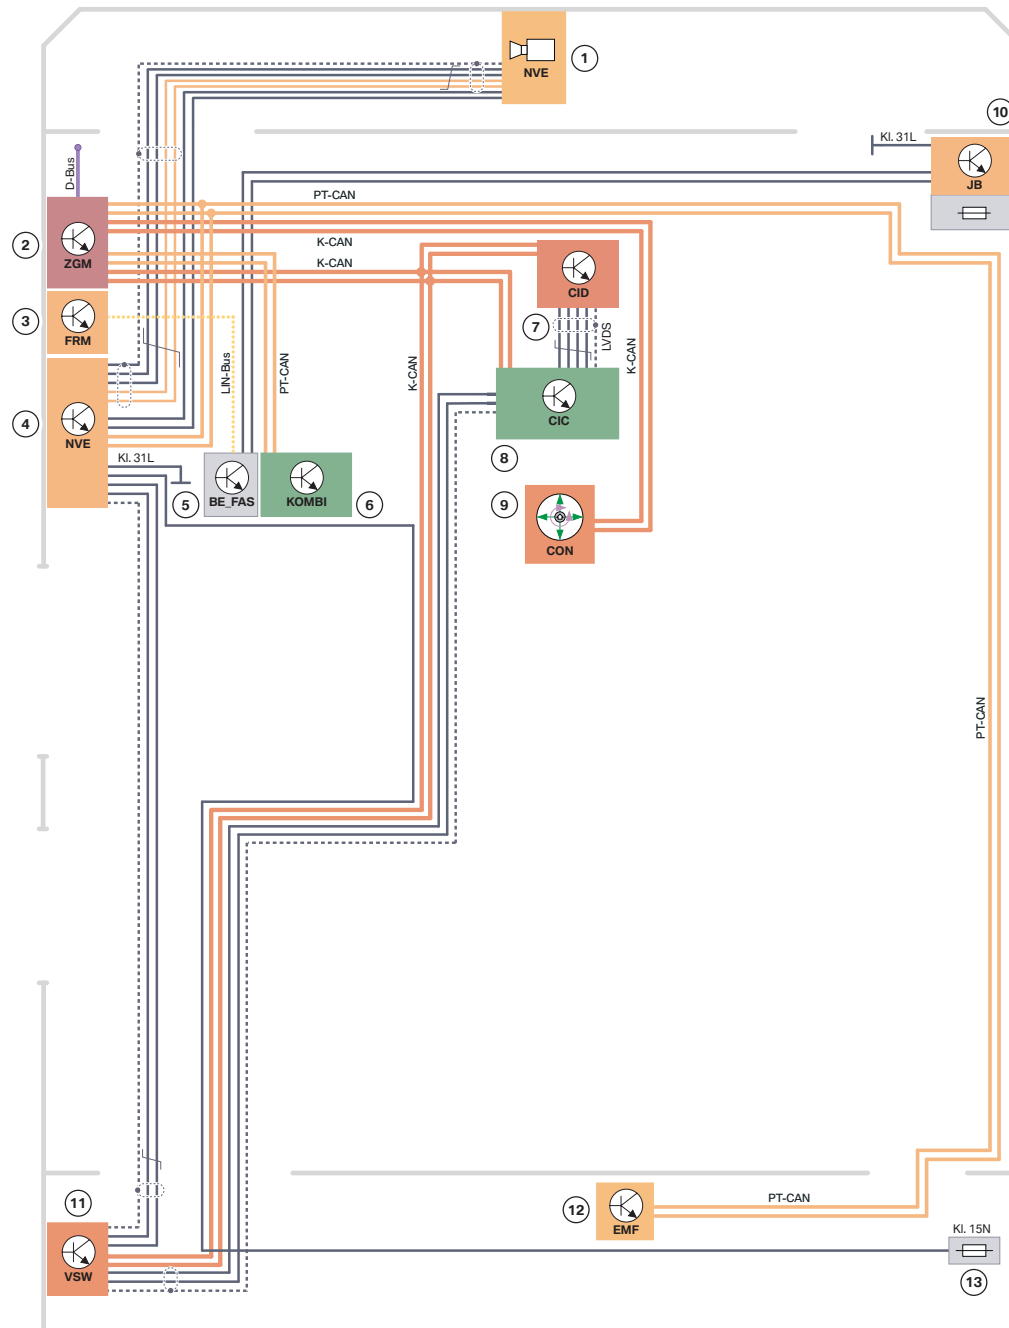 NVE
1
10
Kl. 31L
JB
D-Bus
PT-CAN
2
ZGM
K-CAN
K-CAN
CID
3
FRM
7
LVDS
K-CAN
LIN-Bus
PT-CAN
K-CAN
4
NVE
CIC
8
Kl. 31L
5
BE_FAS
KOMBI
6
9
CON
PT-CAN
11
VSW
12
EMF
PT-CAN
Kl. 15N
13